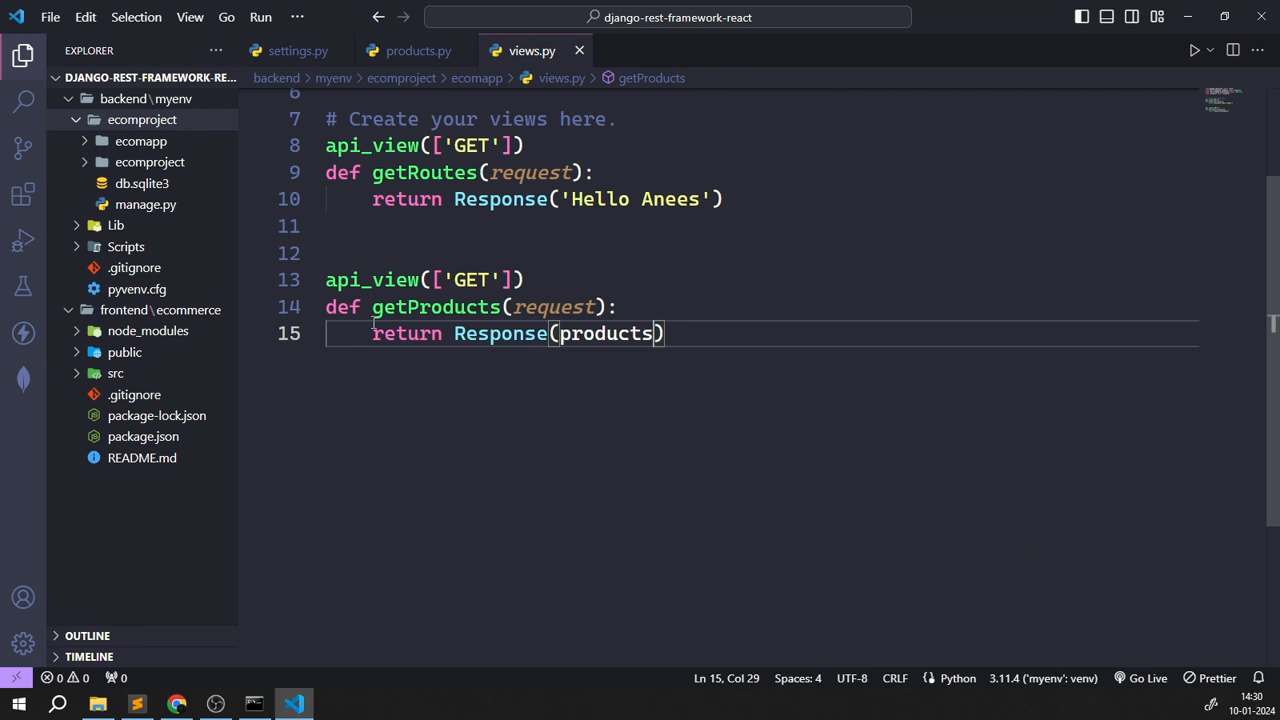 File Edit Selection View Go Run ··· django-rest-framework-react
EXPLORER ··· settings.py products.py views.py
DJANGO-REST-FRAMEWORK-RE... backend > myenv > ecomproject > ecomapp > views.py > getProducts
backend\myenv
ecomproject
ecomapp
ecomproject
db.sqlite3
manage.py
Lib
Scripts
.gitignore
pyvenv.cfg
frontend\ecommerce
node_modules
public
src
.gitignore
package-lock.json
package.json
README.md
OUTLINE
TIMELINE
6
7 # Create your views here.
8 api_view(['GET'])
9 def getRoutes(request):
10 return Response('Hello Anees')
11
12
13 api_view(['GET'])
14 def getProducts(request):
15 return Response(products)
0 0 0 Ln 15, Col 29 Spaces: 4 UTF-8 CRLF Python 3.11.4 ('myenv': venv) Go Live Prettier
14:30
10-01-2024